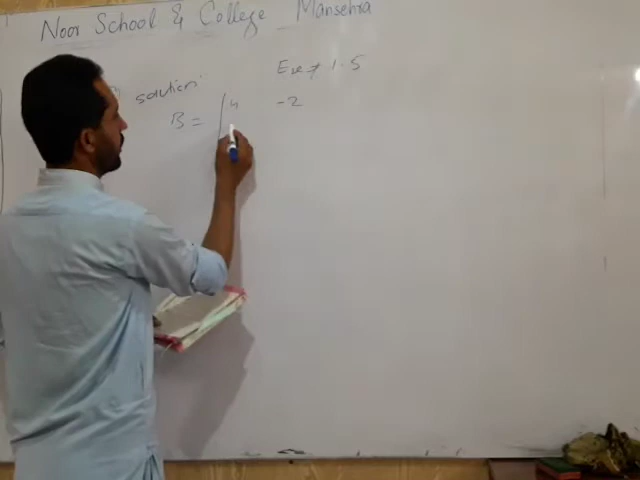 Noor School & College Mansehra
Ex # 1.5
solution
B = 4 -2